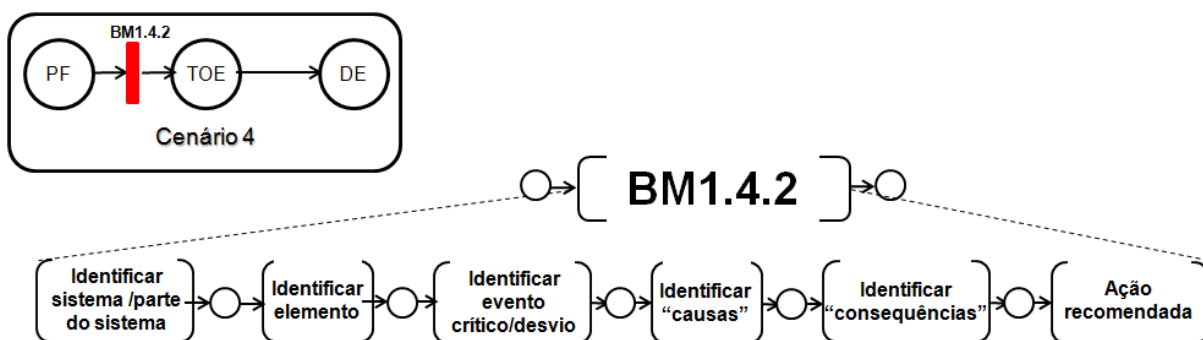 BM1.4.2
PF
TOE
DE
Cenário 4
BM1.4.2
Identificar
sistema /parte
do sistema
Identificar
elemento
Identificar
evento
crítico/desvio
Identificar
“causas”
Identificar
“consequências”
Ação
recomendada